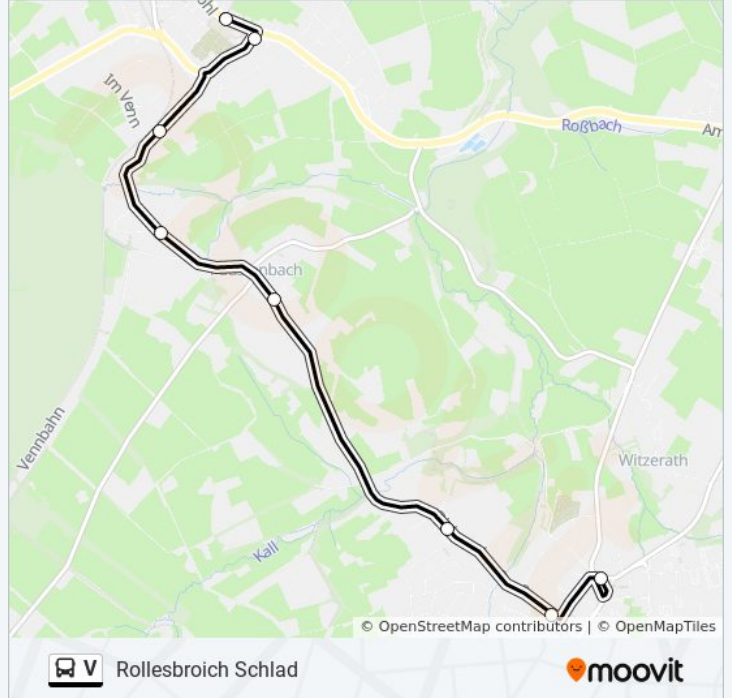 Im Venn
Roßbach
Vennbahn
Witzerath
Kall
© OpenStreetMap contributors | © OpenMapTiles
V Rollesbroich Schlad
moovit